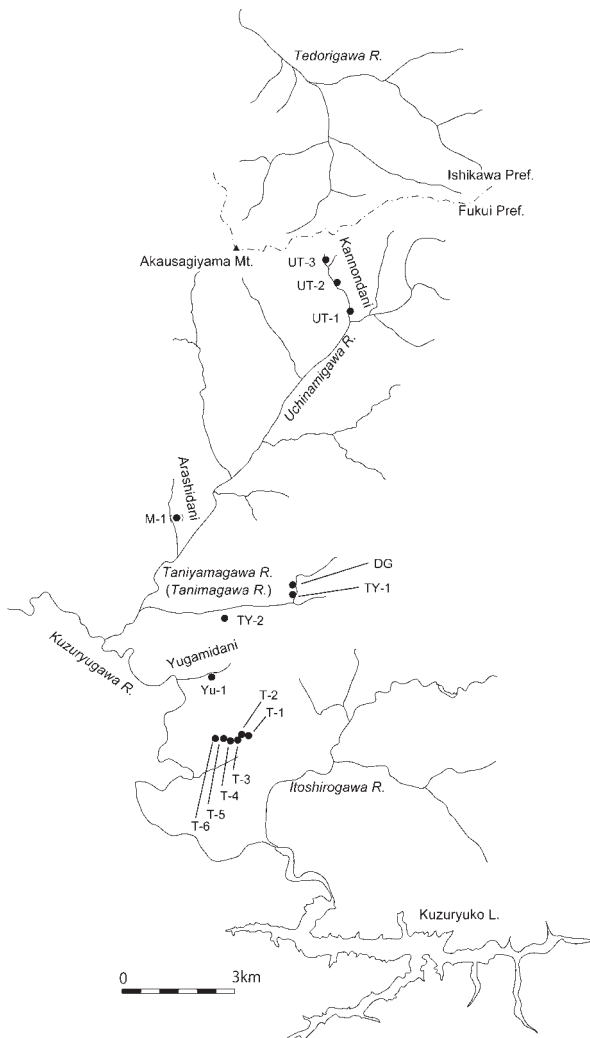 Tedorigawa R.
Ishikawa Pref.
Fukui Pref.
Akausagiyama Mt.
UT-3
Kannondani
UT-2
UT-1
Uchinamigawa R.
Arashidani
M-1
Taniyamagawa R.
(Tanimagawa R.)
DG
TY-1
TY-2
Kuzuryugawa R.
Yugamidani
Yu-1
T-2
T-1
T-3
T-4
T-5
T-6
Itoshirogawa R.
Kuzuryuko L.
0 3km